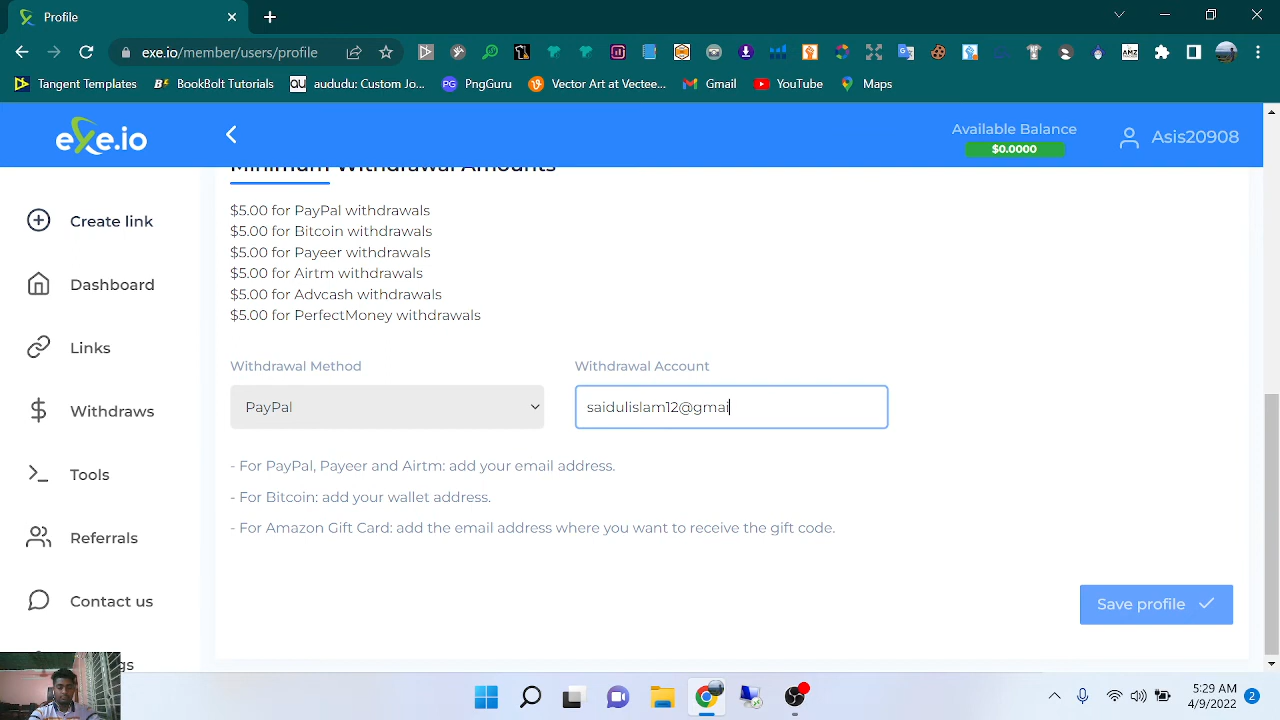 Profile
exe.io/member/users/profile
Tangent Templates
BookBolt Tutorials
aududu: Custom Jo...
PngGuru
Vector Art at Vectee...
Gmail
YouTube
Maps
exe.io
Available Balance
$0.0000
Asis20908
Minimum Withdrawal Amounts
$5.00 for PayPal withdrawals
$5.00 for Bitcoin withdrawals
$5.00 for Payeer withdrawals
$5.00 for Airtm withdrawals
$5.00 for Advcash withdrawals
$5.00 for PerfectMoney withdrawals
Create link
Dashboard
Links
Withdraws
Tools
Referrals
Contact us
Withdrawal Method
Withdrawal Account
PayPal
saidulislam12@gmai
- For PayPal, Payeer and Airtm: add your email address.
- For Bitcoin: add your wallet address.
- For Amazon Gift Card: add the email address where you want to receive the gift code.
Save profile
5:29 AM
4/9/2022
2